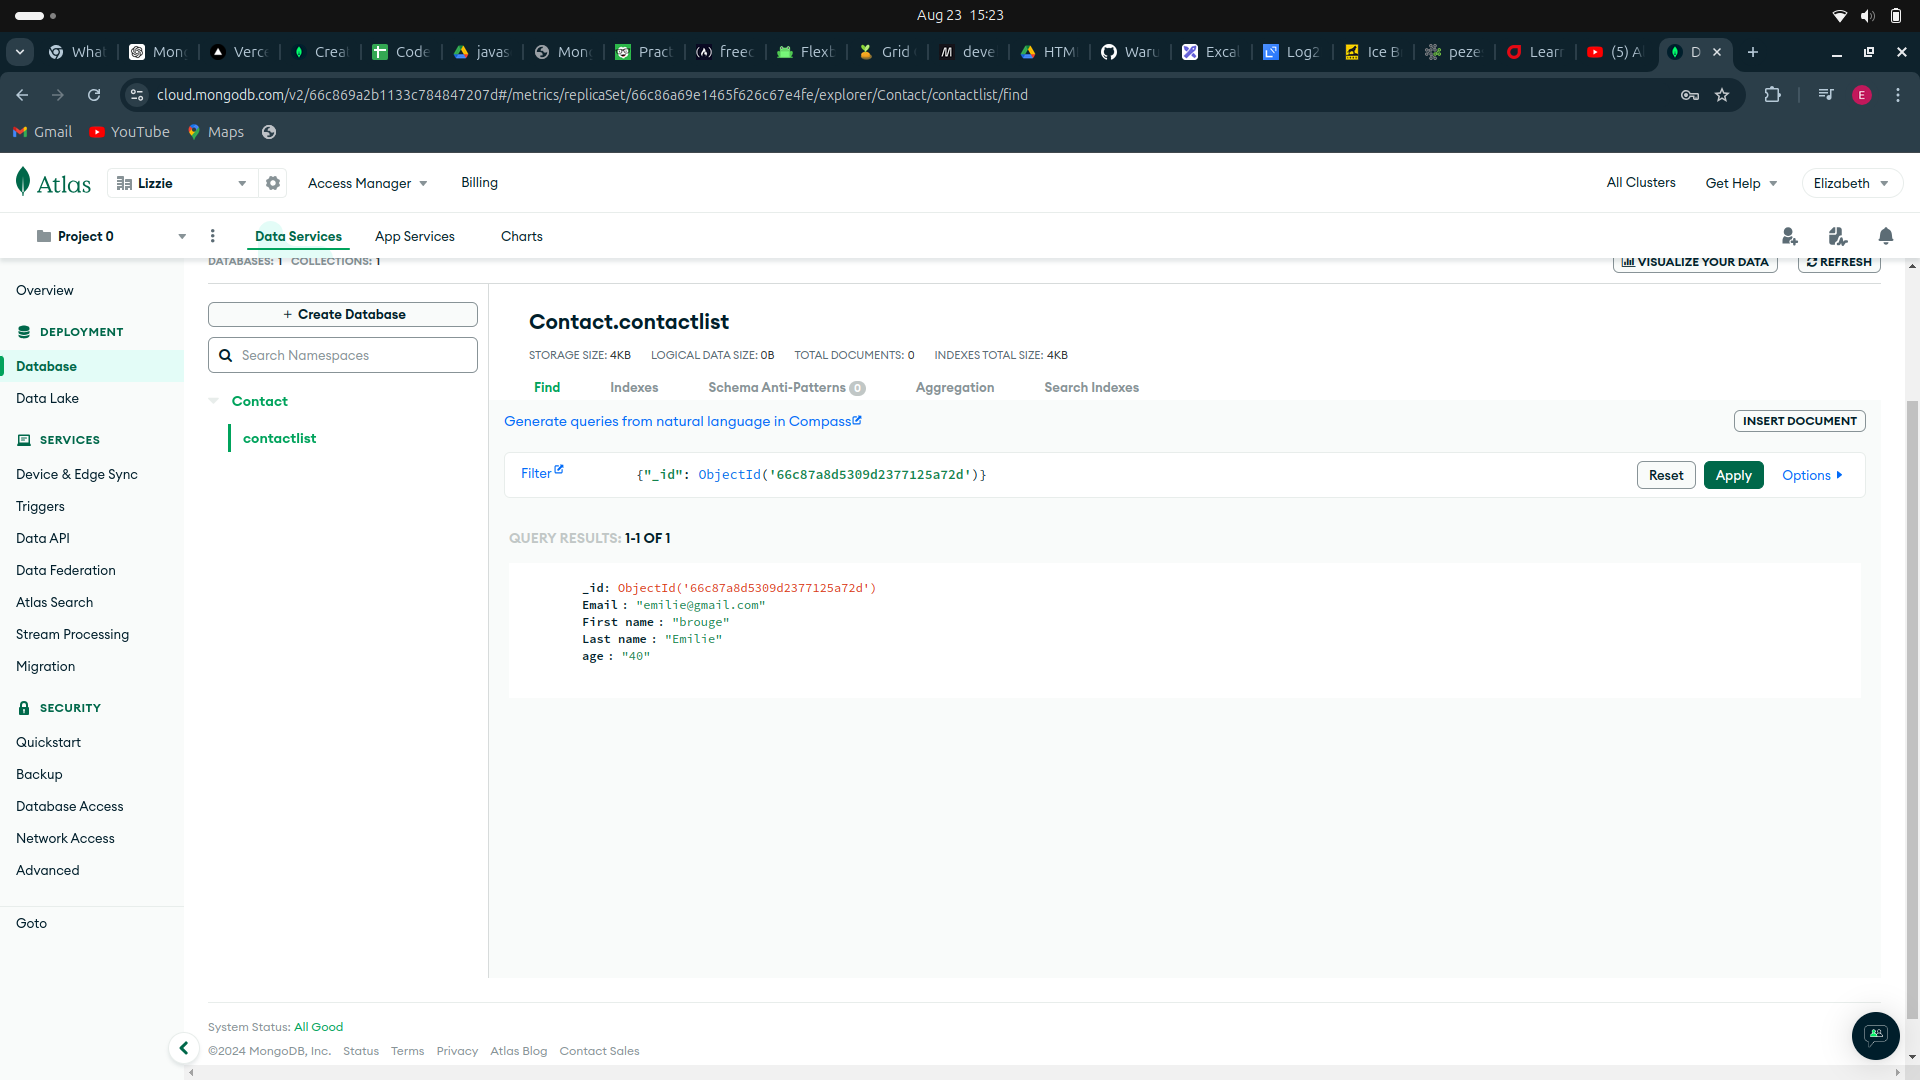 Aug 23 15:23
What
Mong
Verce
Creat
Code
javas
Mong
Pract
freec
Flexb
Grid
deve
HTML
Waru
Excal
Log2
Ice B
peze
Learn
(5) A
D
cloud.mongodb.com/v2/66c869a2b1133c784847207d#/metrics/replicaSet/66c86a69e1465f626c67e4fe/explorer/Contact/contactlist/find
E
Gmail YouTube Maps
Atlas Lizzie Access Manager Billing All Clusters Get Help Elizabeth
Project 0 Data Services App Services Charts
DATABASES: 1 COLLECTIONS: 1 VISUALIZE YOUR DATA REFRESH
Overview
DEPLOYMENT
Database
Data Lake
SERVICES
Device & Edge Sync
Triggers
Data API
Data Federation
Atlas Search
Stream Processing
Migration
SECURITY
Quickstart
Backup
Database Access
Network Access
Advanced
Goto
+ Create Database
Search Namespaces
Contact
contactlist
Contact.contactlist
STORAGE SIZE: 4KB LOGICAL DATA SIZE: 0B TOTAL DOCUMENTS: 0 INDEXES TOTAL SIZE: 4KB
Find Indexes Schema Anti-Patterns 0 Aggregation Search Indexes
Generate queries from natural language in Compass INSERT DOCUMENT
Filter {"_id": ObjectId('66c87a8d5309d2377125a72d')} Reset Apply Options
QUERY RESULTS: 1-1 OF 1
_id: ObjectId('66c87a8d5309d2377125a72d')
Email : "emilie@gmail.com"
First name : "brouge"
Last name : "Emilie"
age : "40"
System Status: All Good
©2024 MongoDB, Inc. Status Terms Privacy Atlas Blog Contact Sales